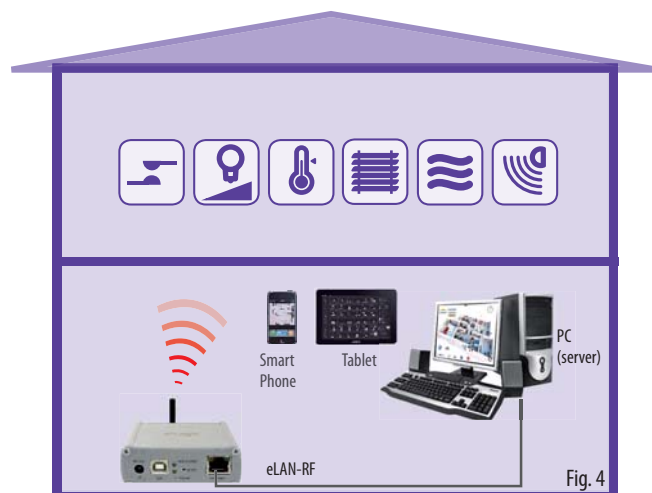 Smart
Phone
Tablet
PC
(server)
eLAN-RF
Fig. 4